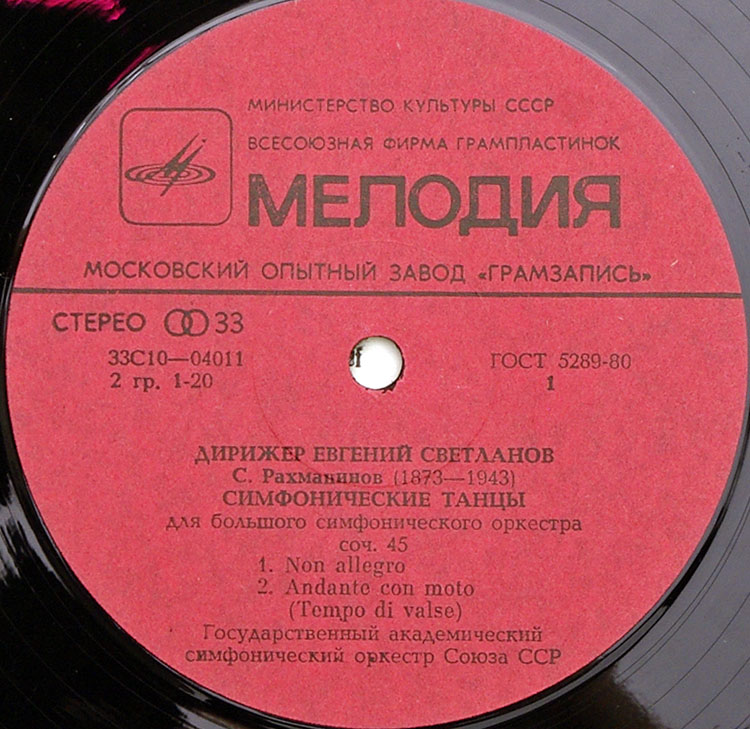 МИНИСТЕРСТВО КУЛЬТУРЫ СССР
ВСЕСОЮЗНАЯ ФИРМА ГРАМПЛАСТИНОК
МЕЛОДИЯ
МОСКОВСКИЙ ОПЫТНЫЙ ЗАВОД «ГРАМЗАПИСЬ»
СТЕРЕО 33
33С10—04011
ГОСТ 5289-80
2 гр. 1-20
1
ДИРИЖЕР ЕВГЕНИЙ СВЕТЛАНОВ
С. Рахманинов (1873—1943)
СИМФОНИЧЕСКИЕ ТАНЦЫ
для большого симфонического оркестра
соч. 45
1. Non allegro
2. Andante con moto
(Tempo di valse)
Государственный академический
симфонический оркестр Союза ССР